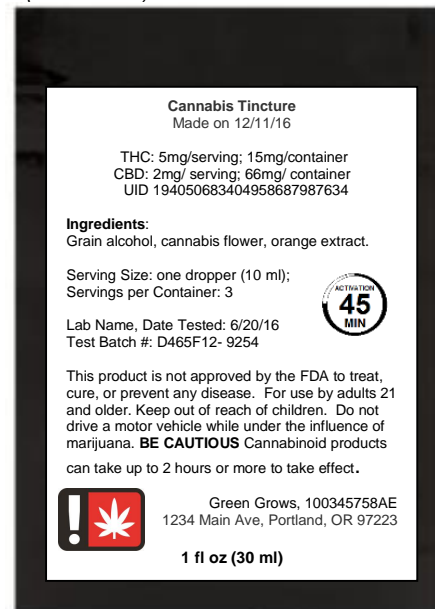 Cannabis Tincture
Made on 12/11/16
THC: 5mg/serving; 15mg/container
CBD: 2mg/ serving; 66mg/ container
UID 194050683404958687987634
Ingredients:
Grain alcohol, cannabis flower, orange extract.
Serving Size: one dropper (10 ml);
Servings per Container: 3
ACTIVATION
45
MIN
Lab Name, Date Tested: 6/20/16
Test Batch #: D465F12- 9254
This product is not approved by the FDA to treat,
cure, or prevent any disease.  For use by adults 21
and older. Keep out of reach of children.  Do not
drive a motor vehicle while under the influence of
marijuana. BE CAUTIOUS Cannabinoid products
can take up to 2 hours or more to take effect.
!
Green Grows, 100345758AE
1234 Main Ave, Portland, OR 97223
1 fl oz (30 ml)